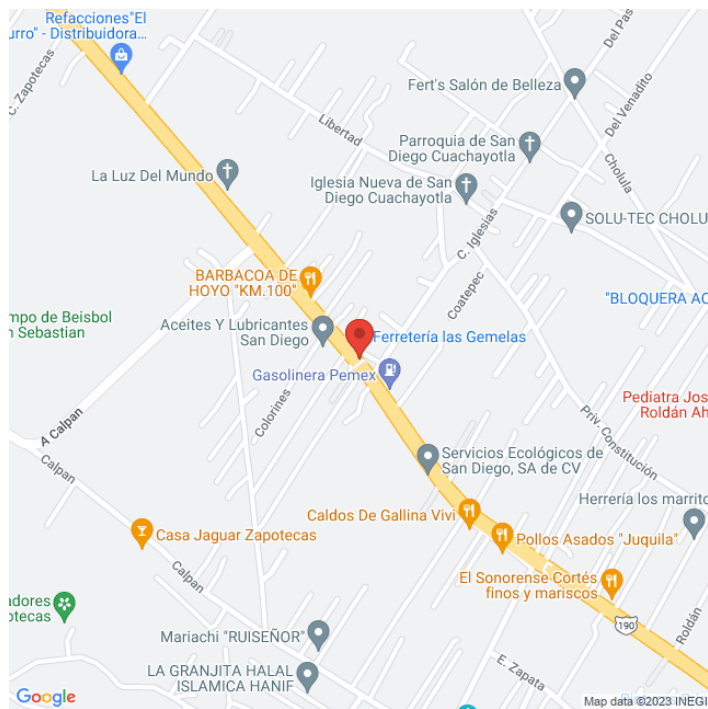 Refacciones"El
urro" - Distribuidora...
Del Pas
C. Zapotecas
Fert's Salón de Belleza
Del Venadito
Libertad
Parroquia de San
Diego Cuachayotla
Cholula
La Luz Del Mundo
Iglesia Nueva de San
Diego Cuachayotla
SOLU-TEC CHOLU
C. Iglesias
BARBACOA DE
HOYO "KM.100"
Coatepec
"BLOQUERA AC
mpo de Beisbol
n Sebastian
Aceites Y Lubricantes
San Diego
Ferretería las Gemelas
Gasolinera Pemex
Colorines
Pediatra Jos
Roldán Ah
A Calpan
Priv. Constitución
Calpan
Servicios Ecológicos de
San Diego, SA de CV
Herrería los marrito
Caldos De Gallina Vivi
Casa Jaguar Zapotecas
Pollos Asados "Juquila"
Calpan
El Sonorense Cortés
finos y mariscos
adores
potecas
190
Roldán
Mariachi "RUISEÑOR"
E. Zapata
LA GRANJITA HALAL
ISLAMICA HANIF
Google
Map data ©2023 INEGI